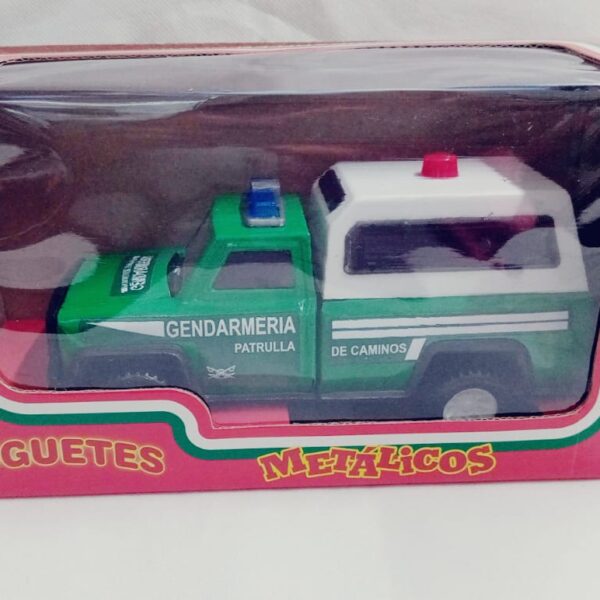 GENDARMERIA
PATRULLA DE CAMINOS
GUETES METÁLICOS